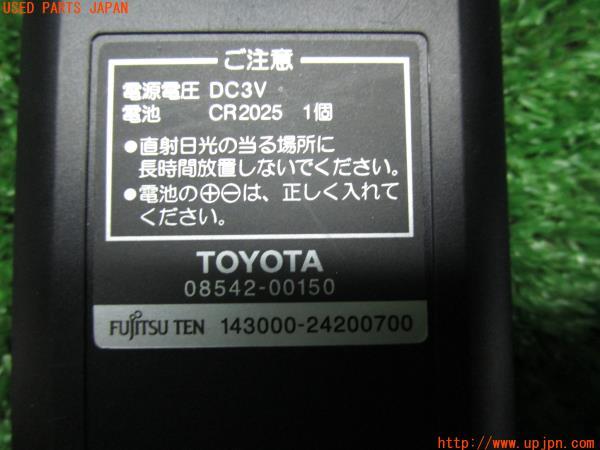 USED PARTS JAPAN
ご注意
電源電圧 DC3V
電池 CR2025 1個
●直射日光の当る場所に
長時間放置しないでください。
●電池の⊕⊖は、正しく入れて
ください。
TOYOTA
08542-00150
FUJITSU TEN 143000-24200700
http://www.upjpn.com/